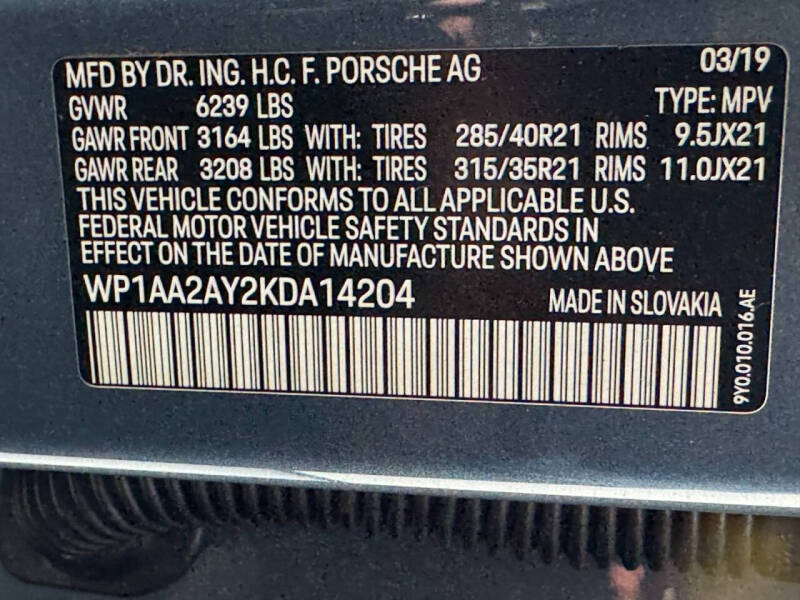 MFD BY DR. ING. H.C. F. PORSCHE AG 03/19
GVWR 6239 LBS TYPE: MPV
GAWR FRONT 3164 LBS WITH: TIRES 285/40R21 RIMS 9.5JX21
GAWR REAR 3208 LBS WITH: TIRES 315/35R21 RIMS 11.0JX21
THIS VEHICLE CONFORMS TO ALL APPLICABLE U.S.
FEDERAL MOTOR VEHICLE SAFETY STANDARDS IN
EFFECT ON THE DATE OF MANUFACTURE SHOWN ABOVE
WP1AA2AY2KDA14204 MADE IN SLOVAKIA
9Y0.010.016.AE